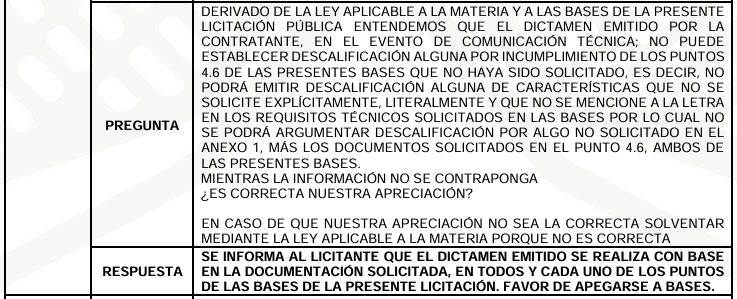 DERIVADO DE LA LEY APLICABLE A LA MATERIA Y A LAS BASES DE LA PRESENTE
LICITACIÓN PÚBLICA ENTENDEMOS QUE EL DICTAMEN EMITIDO POR LA
CONTRATANTE, EN EL EVENTO DE COMUNICACIÓN TÉCNICA; NO PUEDE
ESTABLECER DESCALIFICACIÓN ALGUNA POR INCUMPLIMIENTO DE LOS PUNTOS
4.6 DE LAS PRESENTES BASES QUE NO HAYA SIDO SOLICITADO, ES DECIR, NO
PODRÁ EMITIR DESCALIFICACIÓN ALGUNA DE CARACTERÍSTICAS QUE NO SE
SOLICITE EXPLÍCITAMENTE, LITERALMENTE Y QUE NO SE MENCIONE A LA LETRA
EN LOS REQUISITOS TÉCNICOS SOLICITADOS EN LAS BASES POR LO CUAL NO
SE PODRÁ ARGUMENTAR DESCALIFICACIÓN POR ALGO NO SOLICITADO EN EL
ANEXO 1, MÁS LOS DOCUMENTOS SOLICITADOS EN EL PUNTO 4.6, AMBOS DE
LAS PRESENTES BASES.
MIENTRAS LA INFORMACIÓN NO SE CONTRAPONGA
¿ES CORRECTA NUESTRA APRECIACIÓN?
EN CASO DE QUE NUESTRA APRECIACIÓN NO SEA LA CORRECTA SOLVENTAR
MEDIANTE LA LEY APLICABLE A LA MATERIA PORQUE NO ES CORRECTA
PREGUNTA
RESPUESTA
SE INFORMA AL LICITANTE QUE EL DICTAMEN EMITIDO SE REALIZA CON BASE
EN LA DOCUMENTACIÓN SOLICITADA, EN TODOS Y CADA UNO DE LOS PUNTOS
DE LAS BASES DE LA PRESENTE LICITACIÓN. FAVOR DE APEGARSE A BASES.